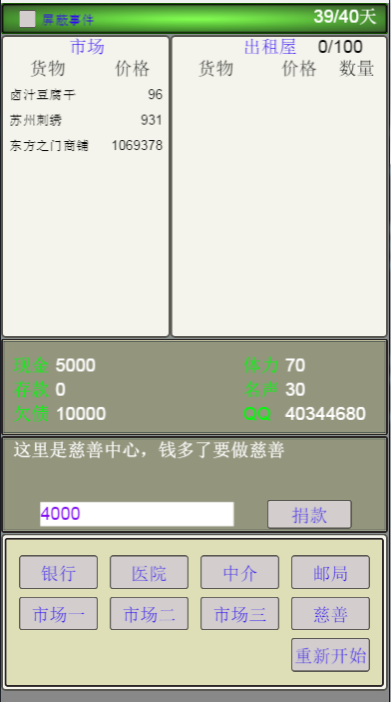 屏蔽事件 39/40天
市场
货物 价格
卤汁豆腐干 96
苏州刺绣 931
东方之门商铺 1069378
出租屋 0/100
货物 价格 数量
现金 5000 体力 70
存款 0 名声 30
欠债 10000 QQ 40344680
这里是慈善中心，钱多了要做慈善
4000 捐款
银行 医院 中介 邮局
市场一 市场二 市场三 慈善
重新开始